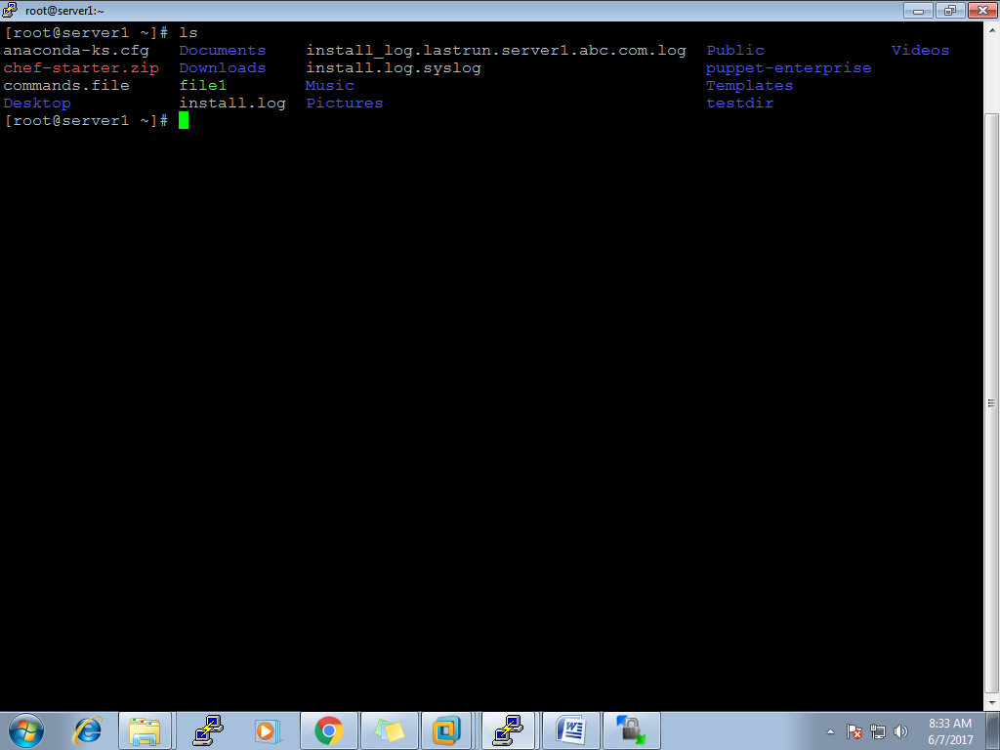 root@server1:~
[root@server1 ~]# ls
anaconda-ks.cfg  Documents    install_log.lastrun.server1.abc.com.log  Public             Videos
chef-starter.zip  Downloads    install.log.syslog                       puppet-enterprise
commands.file     file1        Music                                    Templates
Desktop           install.log  Pictures                                 testdir
[root@server1 ~]#
8:33 AM
6/7/2017